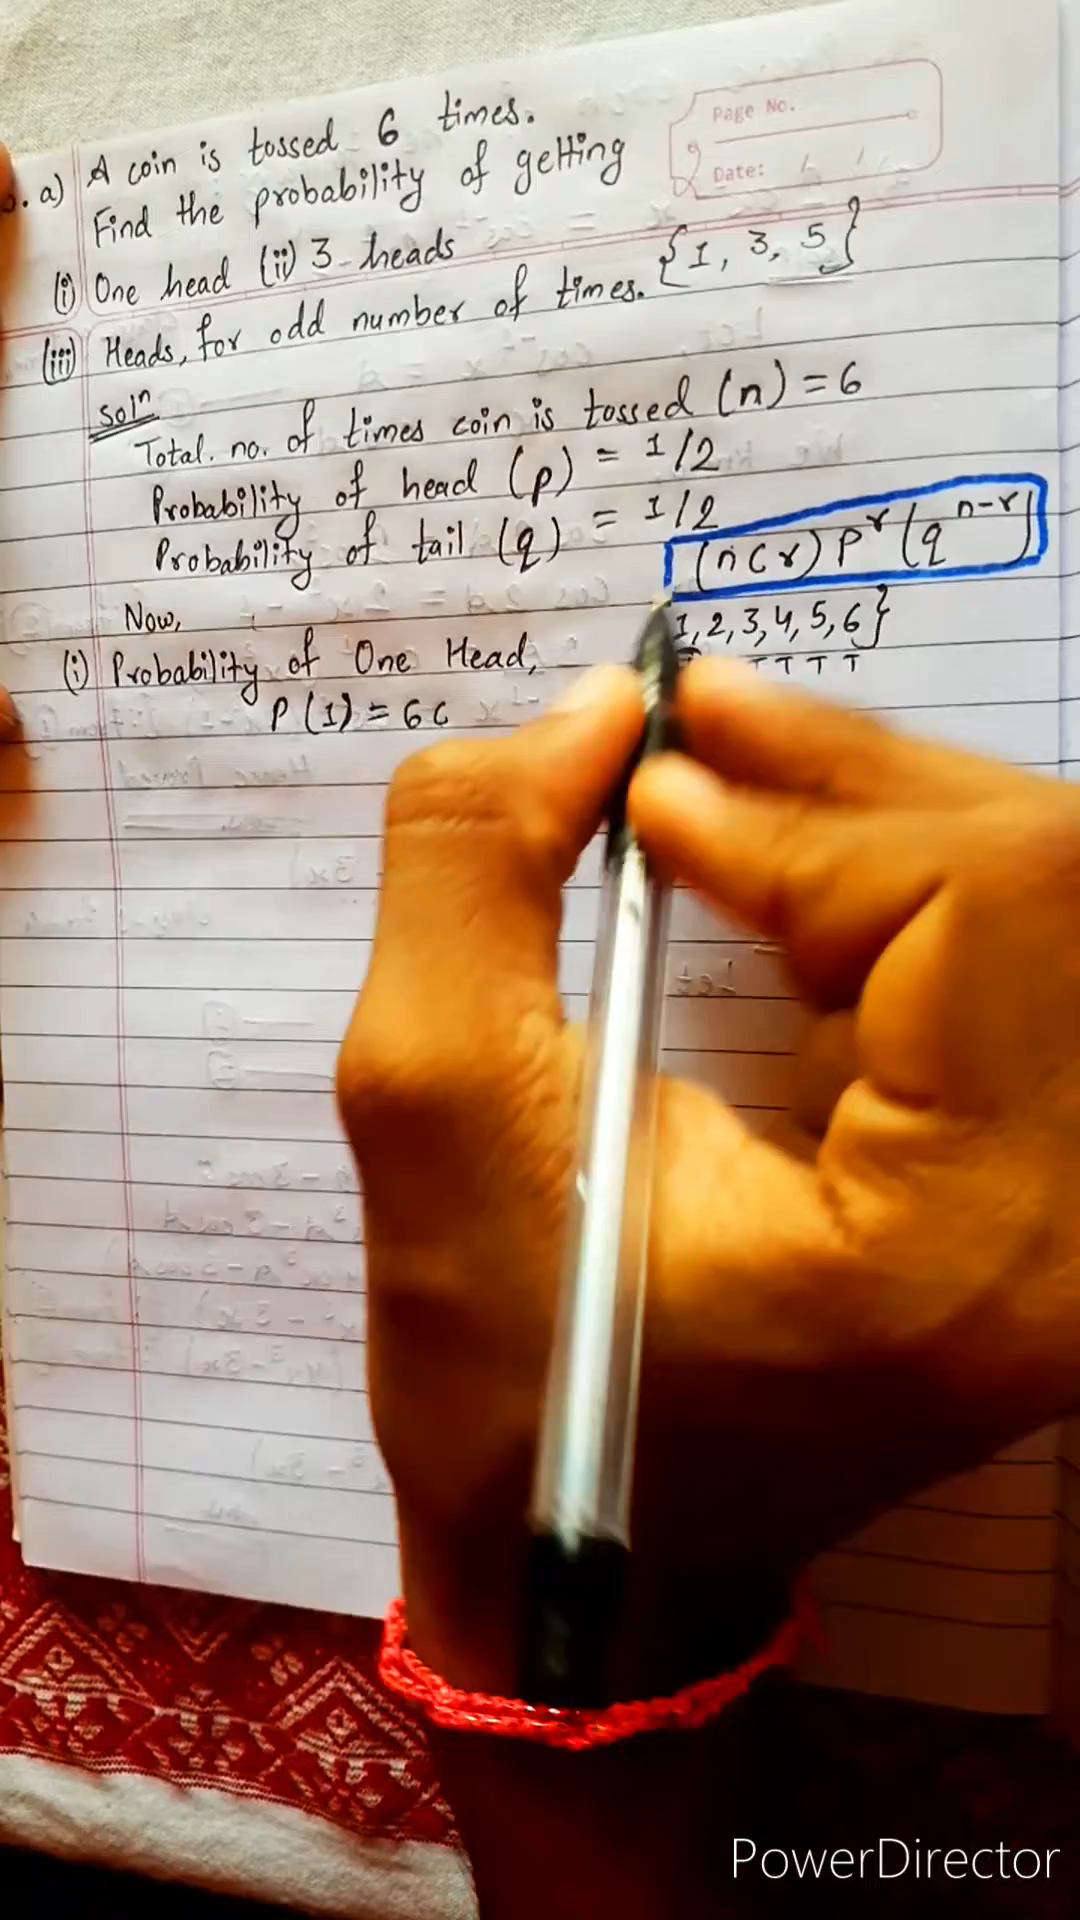 a) A coin is tossed 6 times.
Find the probability of getting
(i) One head (ii) 3 heads
(iii) Heads, for odd number of times. {1, 3, 5}
Page No.
Date:
Soln
Total. no. of times coin is tossed (n) = 6
Probability of head (p) = 1/2
Probability of tail (q) = 1/2
(nCr) P^r (q^n-r)
Now,
1, 2, 3, 4, 5, 6}
T T T T
(i) Probability of One Head,
P (1) = 6C
PowerDirector